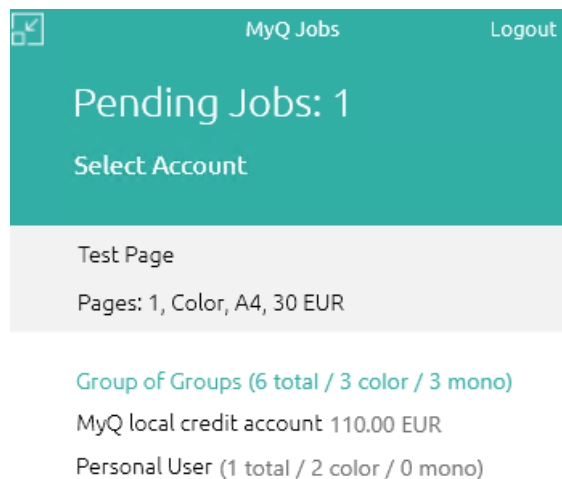 MyQ Jobs Logout
Pending Jobs: 1
Select Account
Test Page
Pages: 1, Color, A4, 30 EUR
Group of Groups (6 total / 3 color / 3 mono)
MyQ local credit account 110.00 EUR
Personal User (1 total / 2 color / 0 mono)